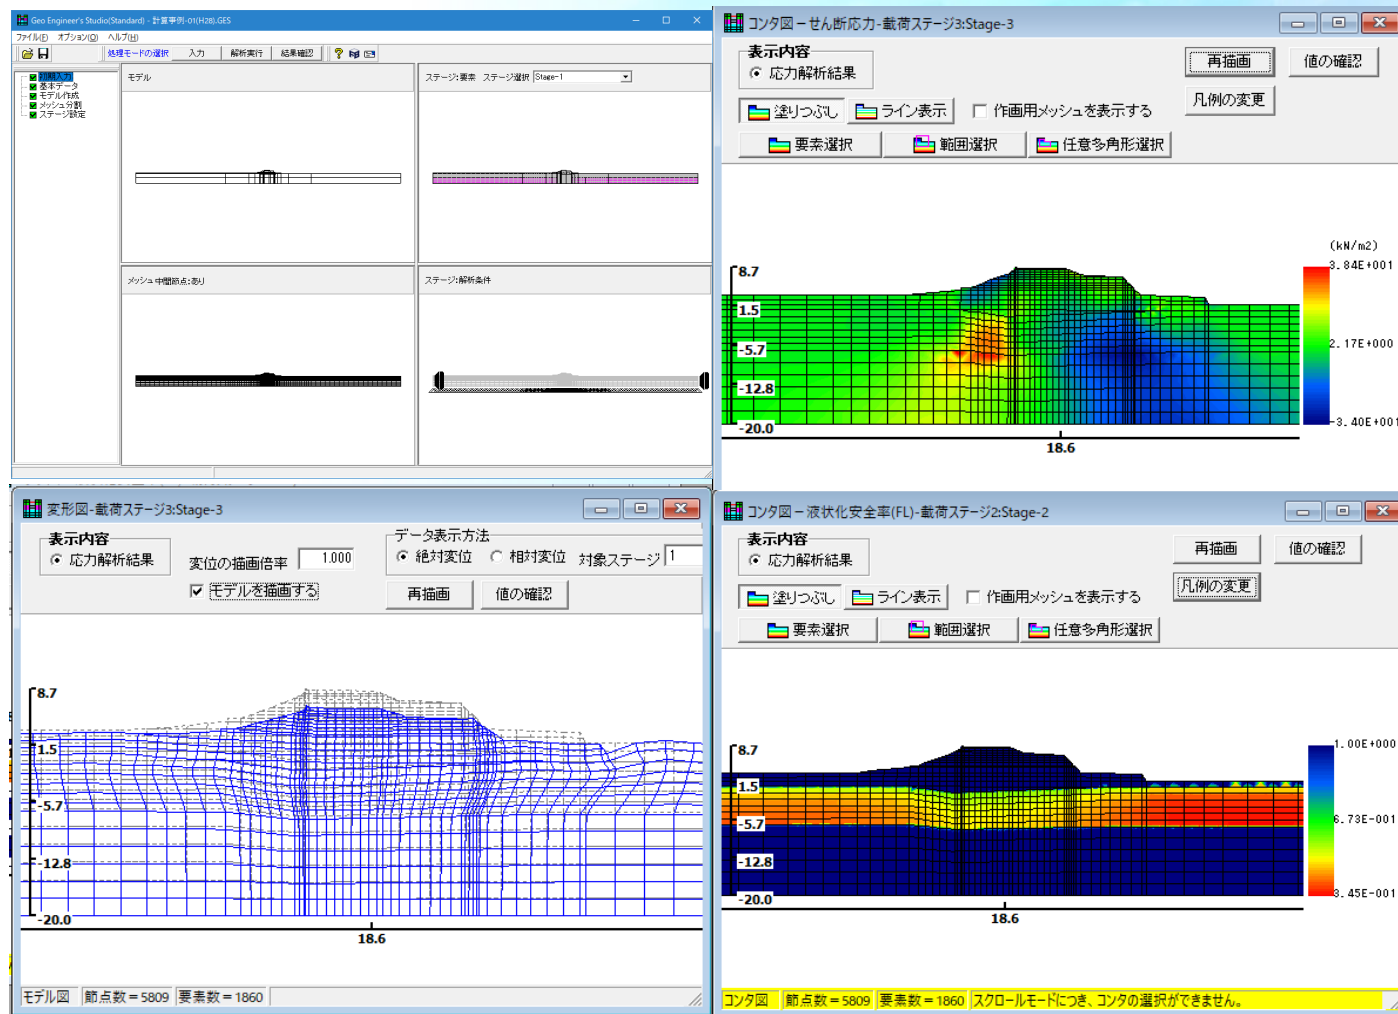 Geo Engineer's Studio(Standard) - 計算事例-01(H28).GES
ファイル(F) オプション(O) ヘルプ(H)
処理モードの選択 入力 解析実行 結果確認
初期入力
基本データ
モデル作成
メッシュ分割
ステージ設定
モデル
ステージ:要素 ステージ選択 Stage-1
メッシュ 中間節点:あり
ステージ:解析条件
コンタ図－せん断応力-載荷ステージ3:Stage-3
表示内容
応力解析結果
再描画 値の確認
凡例の変更
塗りつぶし ライン表示 作画用メッシュを表示する
要素選択 範囲選択 任意多角形選択
(kN/m2)
3.84E+001
2.17E+000
-3.40E+001
8.7
1.5
-5.7
-12.8
-20.0
18.6
変形図-載荷ステージ3:Stage-3
表示内容
応力解析結果
変位の描画倍率 1.000
モデルを描画する
データ表示方法
絶対変位 相対変位 対象ステージ 1
再描画 値の確認
8.7
1.5
-5.7
-12.8
-20.0
18.6
モデル図 節点数＝5809 要素数＝1860
コンタ図－液状化安全率(FL)-載荷ステージ2:Stage-2
表示内容
応力解析結果
再描画 値の確認
凡例の変更
塗りつぶし ライン表示 作画用メッシュを表示する
要素選択 範囲選択 任意多角形選択
1.00E+000
6.73E-001
3.45E-001
8.7
1.5
-5.7
-12.8
-20.0
18.6
コンタ図 節点数＝5809 要素数＝1860 スクロールモードにつき、コンタの選択ができません。